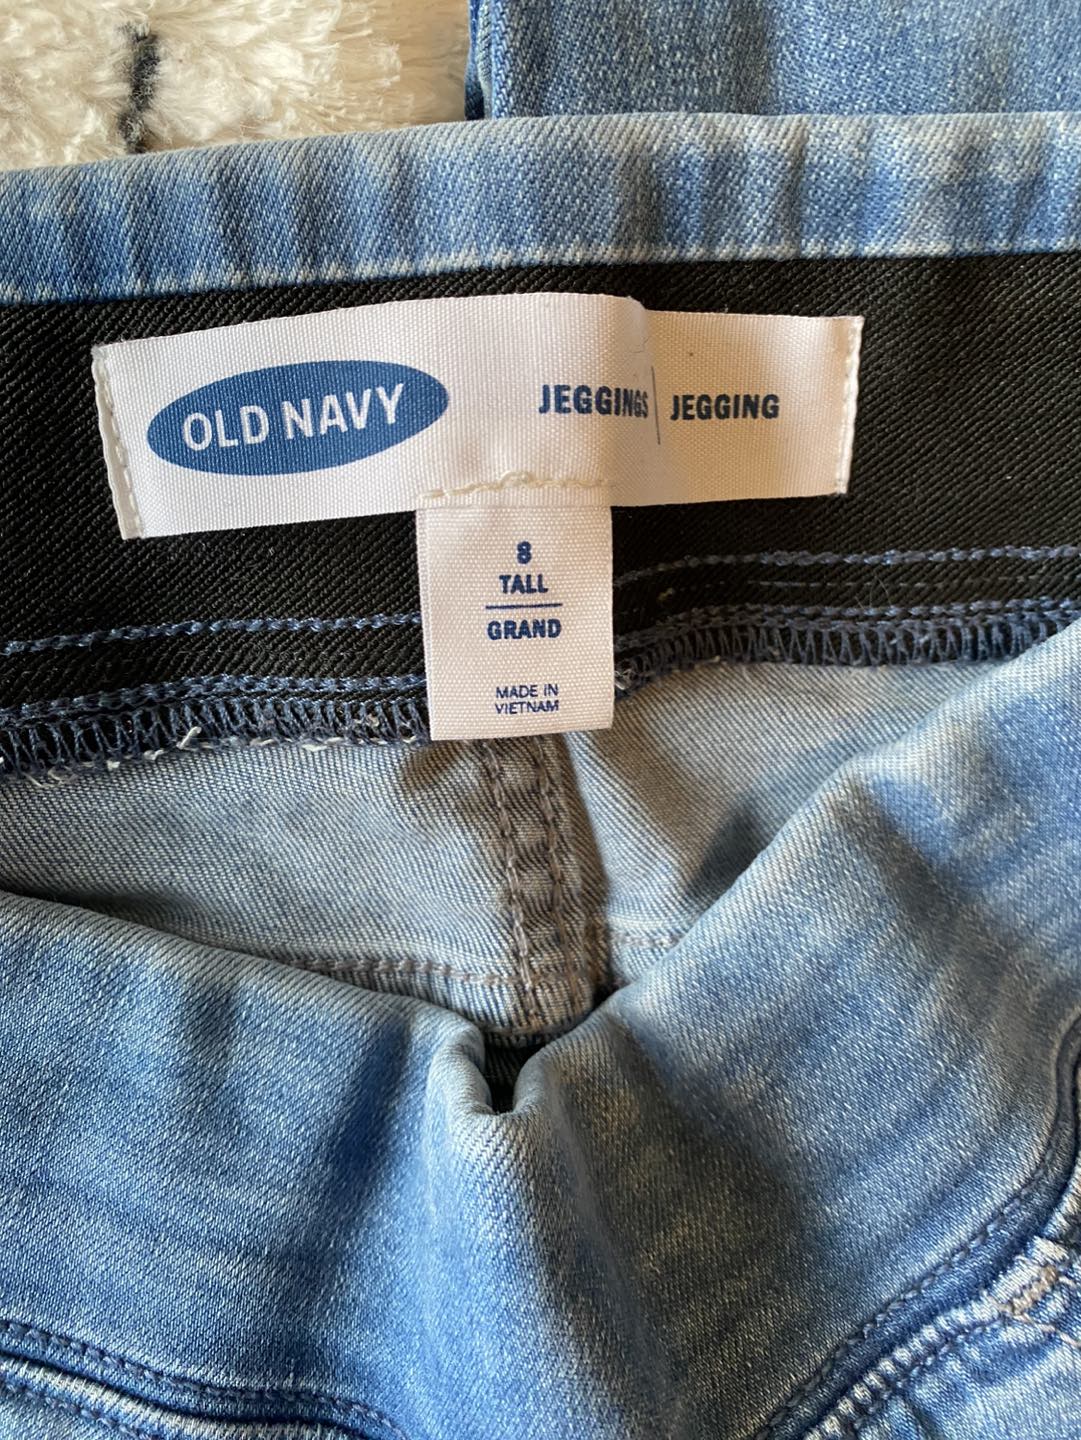 OLD NAVY
JEGGINGS | JEGGING
8
TALL
GRAND
MADE IN
VIETNAM